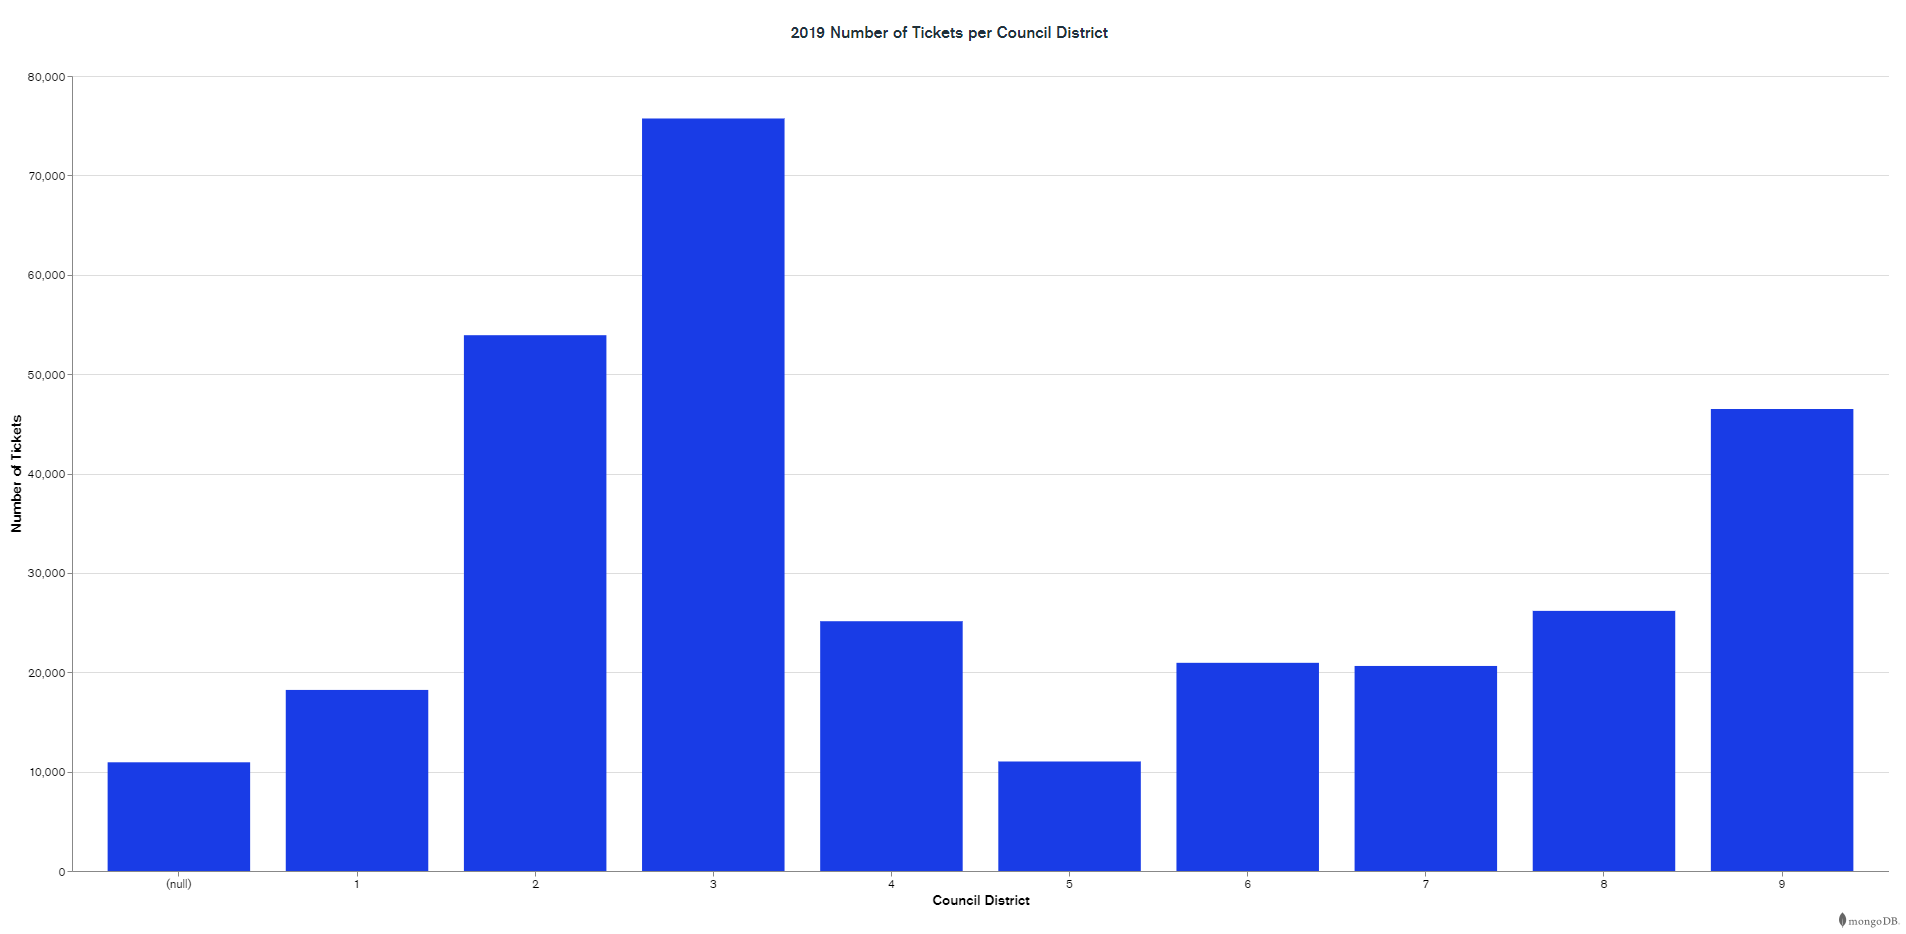 2019 Number of Tickets per Council District
Number of Tickets
80,000
70,000
60,000
50,000
40,000
30,000
20,000
10,000
0
(null) 1 2 3 4 5 6 7 8 9
Council District
mongoDB.